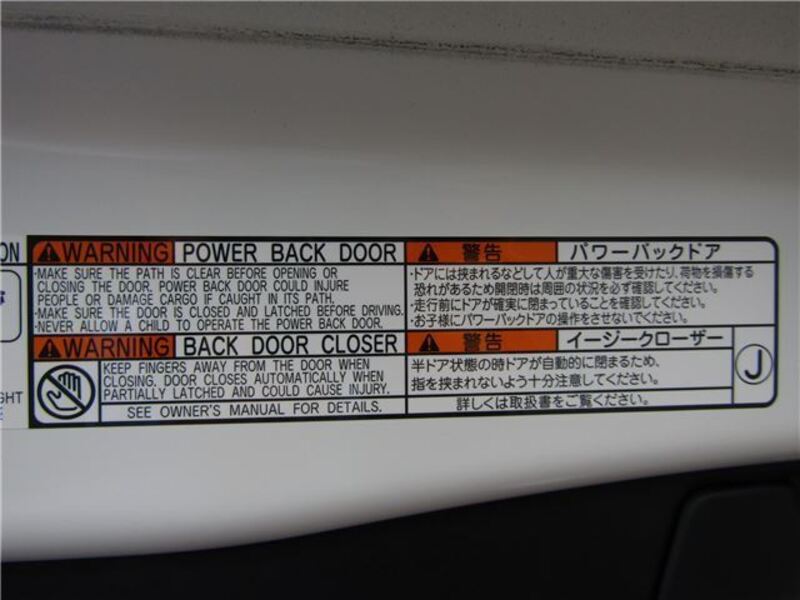 ON
WARNING POWER BACK DOOR
·MAKE SURE THE PATH IS CLEAR BEFORE OPENING OR
CLOSING THE DOOR. POWER BACK DOOR COULD INJURE
PEOPLE OR DAMAGE CARGO IF CAUGHT IN ITS PATH.
·MAKE SURE THE DOOR IS CLOSED AND LATCHED BEFORE DRIVING.
·NEVER ALLOW A CHILD TO OPERATE THE POWER BACK DOOR.
WARNING BACK DOOR CLOSER
KEEP FINGERS AWAY FROM THE DOOR WHEN
CLOSING. DOOR CLOSES AUTOMATICALLY WHEN
PARTIALLY LATCHED AND COULD CAUSE INJURY.
SEE OWNER'S MANUAL FOR DETAILS.
警告 パワーバックドア
·ドアには挟まれるなどして人が重大な傷害を受けたり、荷物を損傷する
恐れがあるため開閉時は周囲の状況を必ず確認してください。
·走行前にドアが確実に閉まっていることを確認してください。
·お子様にパワーバックドアの操作をさせないでください。
警告 イージークローザー
半ドア状態の時ドアが自動的に閉まるため、
指を挟まれないよう十分注意してください。
詳しくは取扱書をご覧ください。
J
GHT